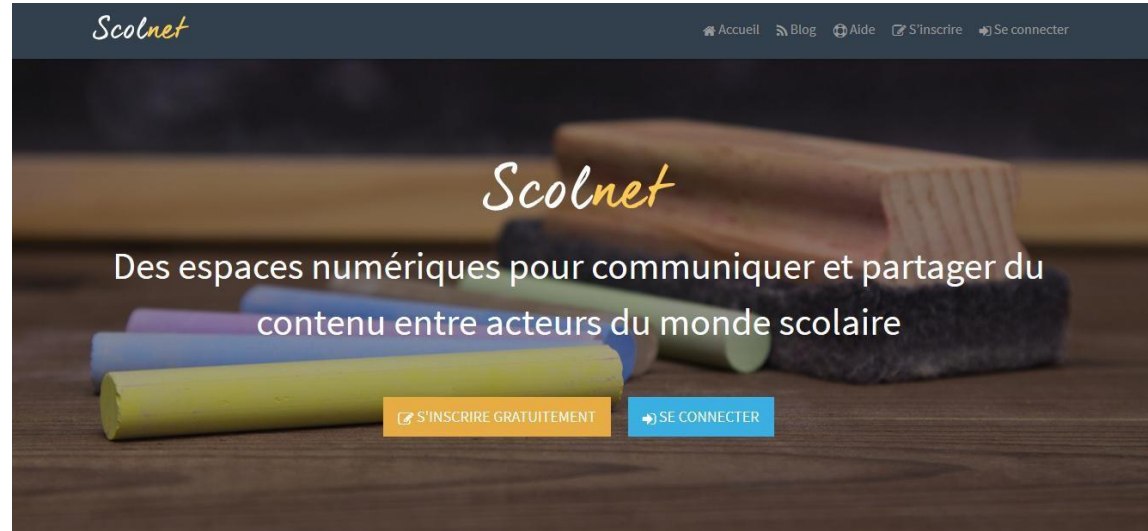 Scolnet
Accueil Blog Aide S'inscrire Se connecter
Scolnet
Des espaces numériques pour communiquer et partager du
contenu entre acteurs du monde scolaire
S'INSCRIRE GRATUITEMENT SE CONNECTER